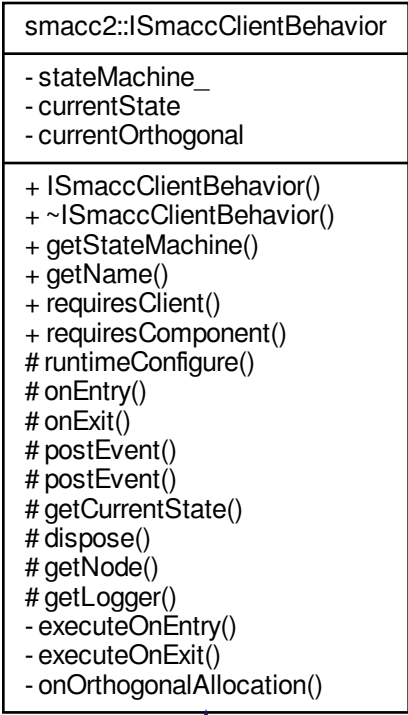 smacc2::ISmaccClientBehavior
- stateMachine_
- currentState
- currentOrthogonal
+ ISmaccClientBehavior()
+ ~ISmaccClientBehavior()
+ getStateMachine()
+ getName()
+ requiresClient()
+ requiresComponent()
# runtimeConfigure()
# onEntry()
# onExit()
# postEvent()
# postEvent()
# getCurrentState()
# dispose()
# getNode()
# getLogger()
- executeOnEntry()
- executeOnExit()
- onOrthogonalAllocation()